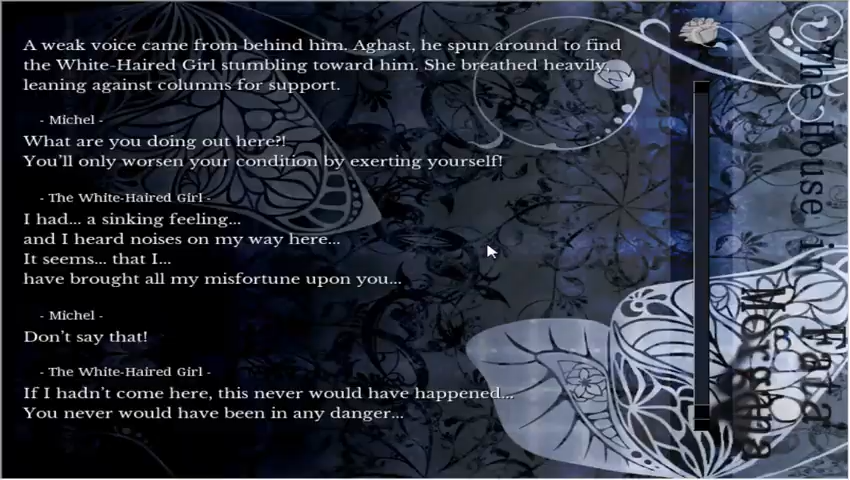 A weak voice came from behind him. Aghast, he spun around to find
the White-Haired Girl stumbling toward him. She breathed heavily,
leaning against columns for support.
- Michel -
What are you doing out here?!
You'll only worsen your condition by exerting yourself!
- The White-Haired Girl -
I had... a sinking feeling...
and I heard noises on my way here...
It seems... that I...
have brought all my misfortune upon you...
- Michel -
Don't say that!
- The White-Haired Girl -
If I hadn't come here, this never would have happened...
You never would have been in any danger...
The House in
Fata
Morgana